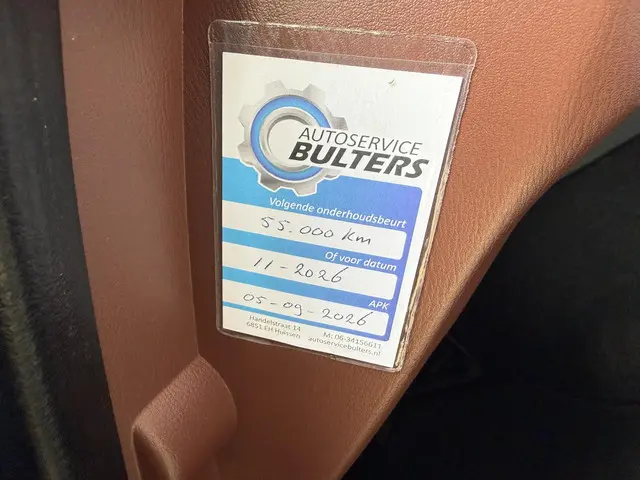 AUTOSERVICE
BULTERS
Volgende onderhoudsbeurt
55.000 km
Of voor datum
11-2026
APK
05-09-2026
Handelstraat 14
6851 EH Huissen
M: 06-34156611
autoservicebulters.nl